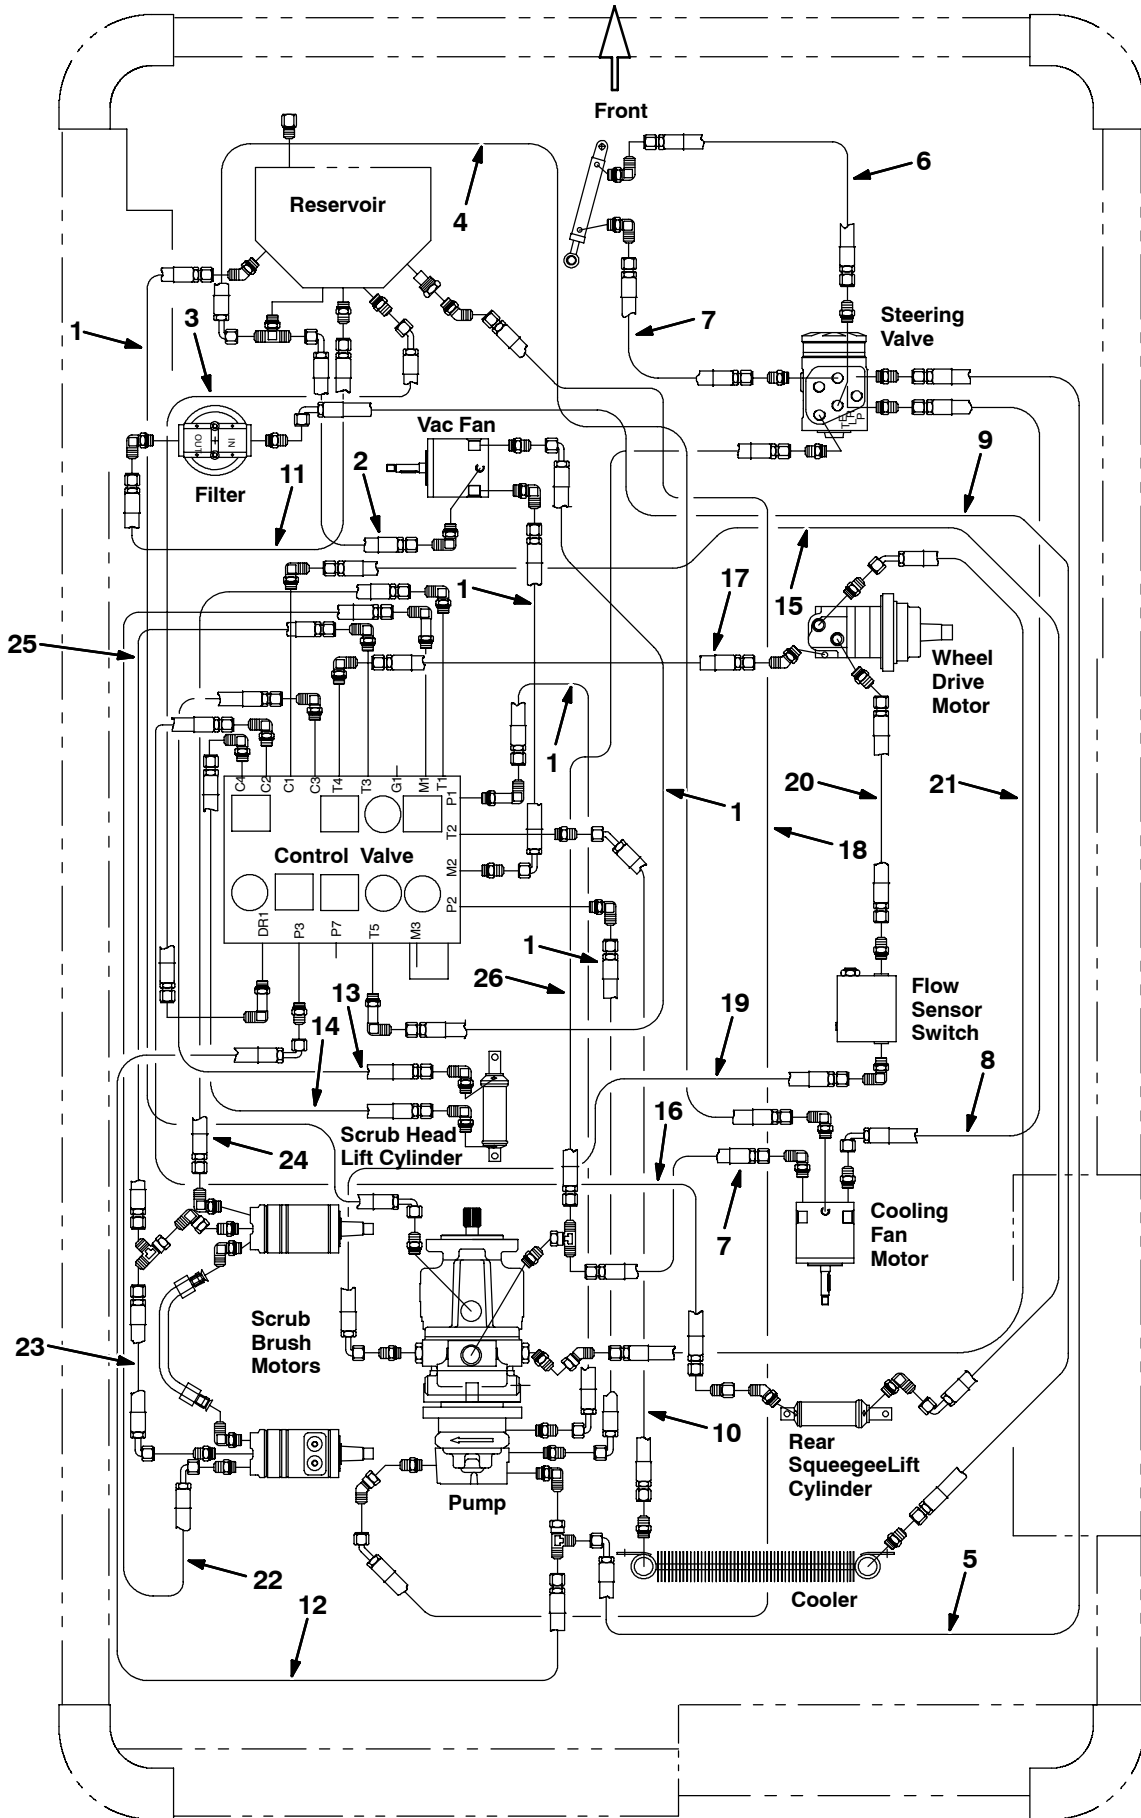 Front
6
Reservoir
4
1
3
7
Steering
Valve
T E L R P
Vac Fan
OUT
IN
Filter
11
2
9
15
1
17
25
Wheel
Drive
Motor
1
20
21
C4
C2
C1
C3
T4
T3
G1
M1
T1
P1
T2
M2
P2
1
18
Control Valve
DR1
P3
P7
T5
M3
1
26
Flow
Sensor
Switch
13
14
19
8
16
Scrub Head
Lift Cylinder
24
Cooling
Fan
Motor
7
Scrub
Brush
Motors
23
10
Rear
SqueegeeLift
Cylinder
Pump
22
12
Cooler
5